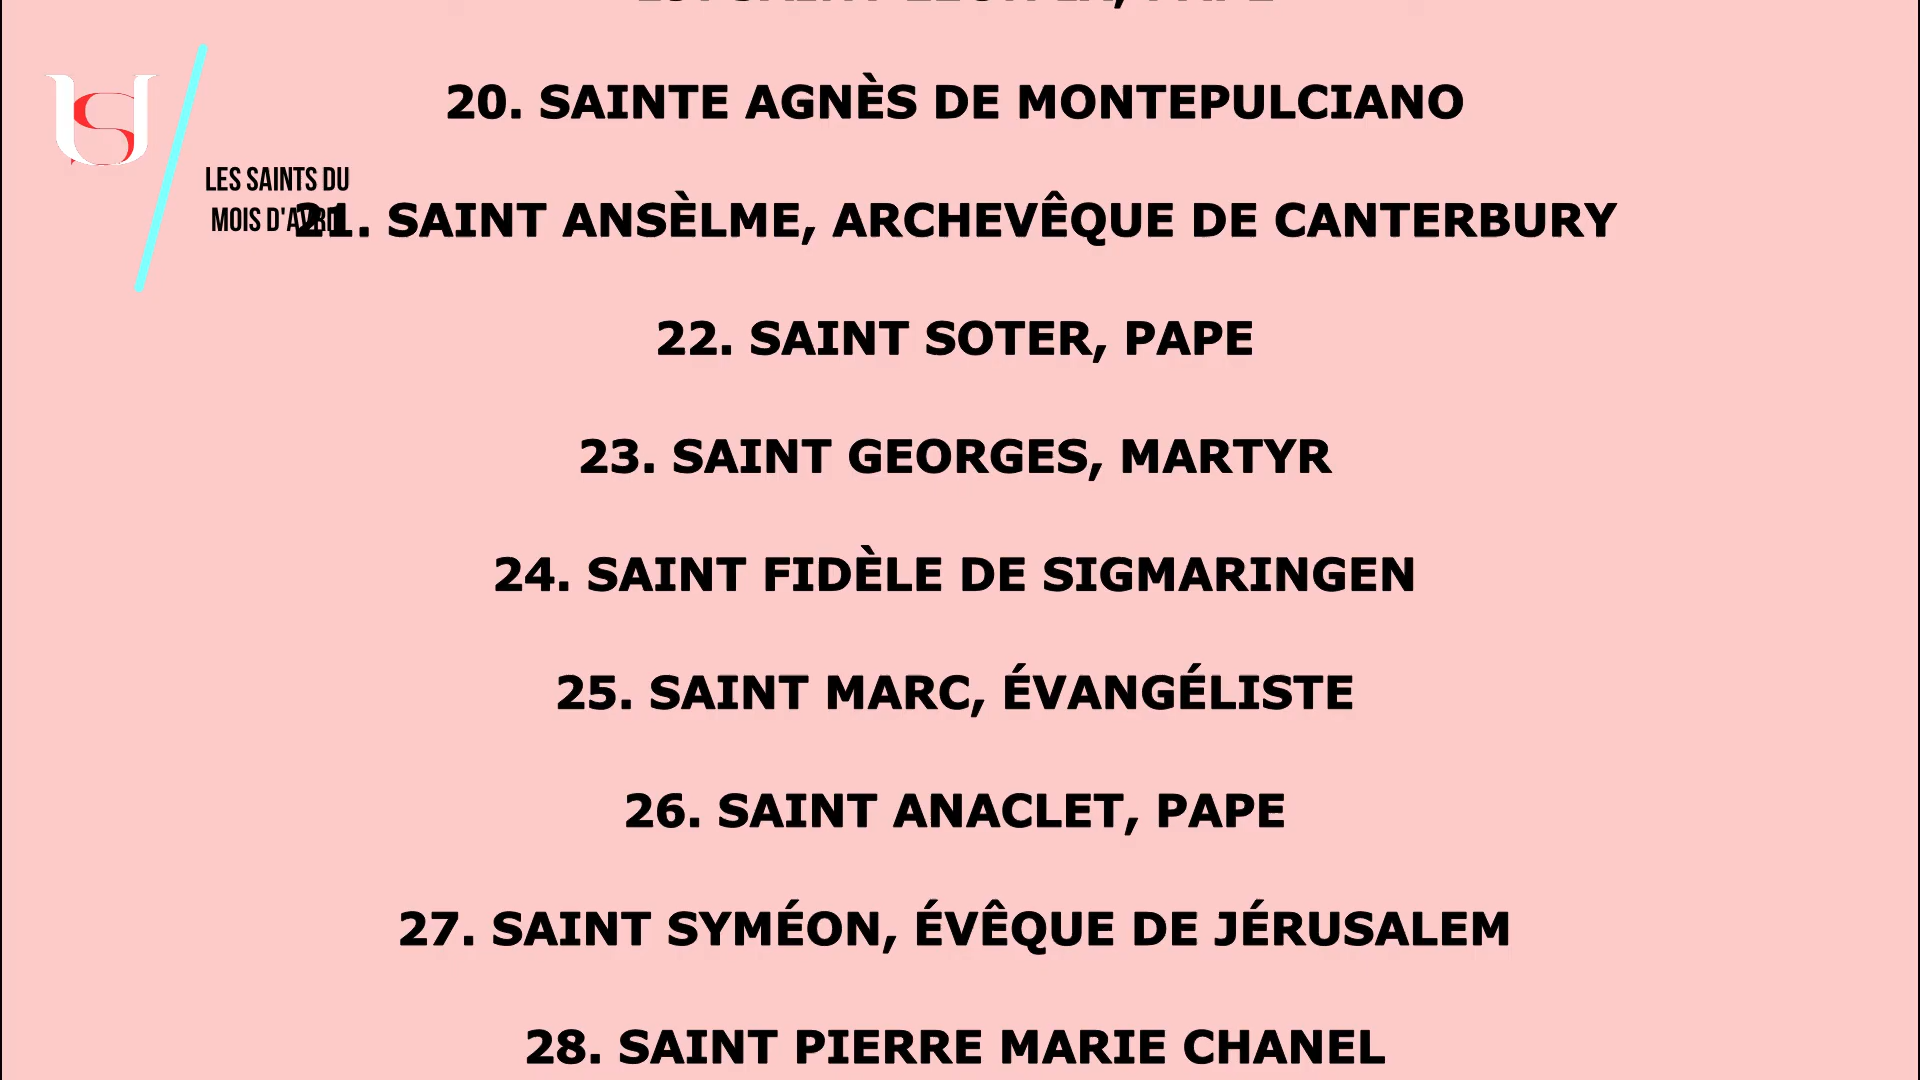 20. SAINTE AGNÈS DE MONTEPULCIANO
LES SAINTS DU
MOIS D'AVRIL
21. SAINT ANSÈLME, ARCHEVÊQUE DE CANTERBURY
22. SAINT SOTER, PAPE
23. SAINT GEORGES, MARTYR
24. SAINT FIDÈLE DE SIGMARINGEN
25. SAINT MARC, ÉVANGÉLISTE
26. SAINT ANACLET, PAPE
27. SAINT SYMÉON, ÉVÊQUE DE JÉRUSALEM
28. SAINT PIERRE MARIE CHANEL